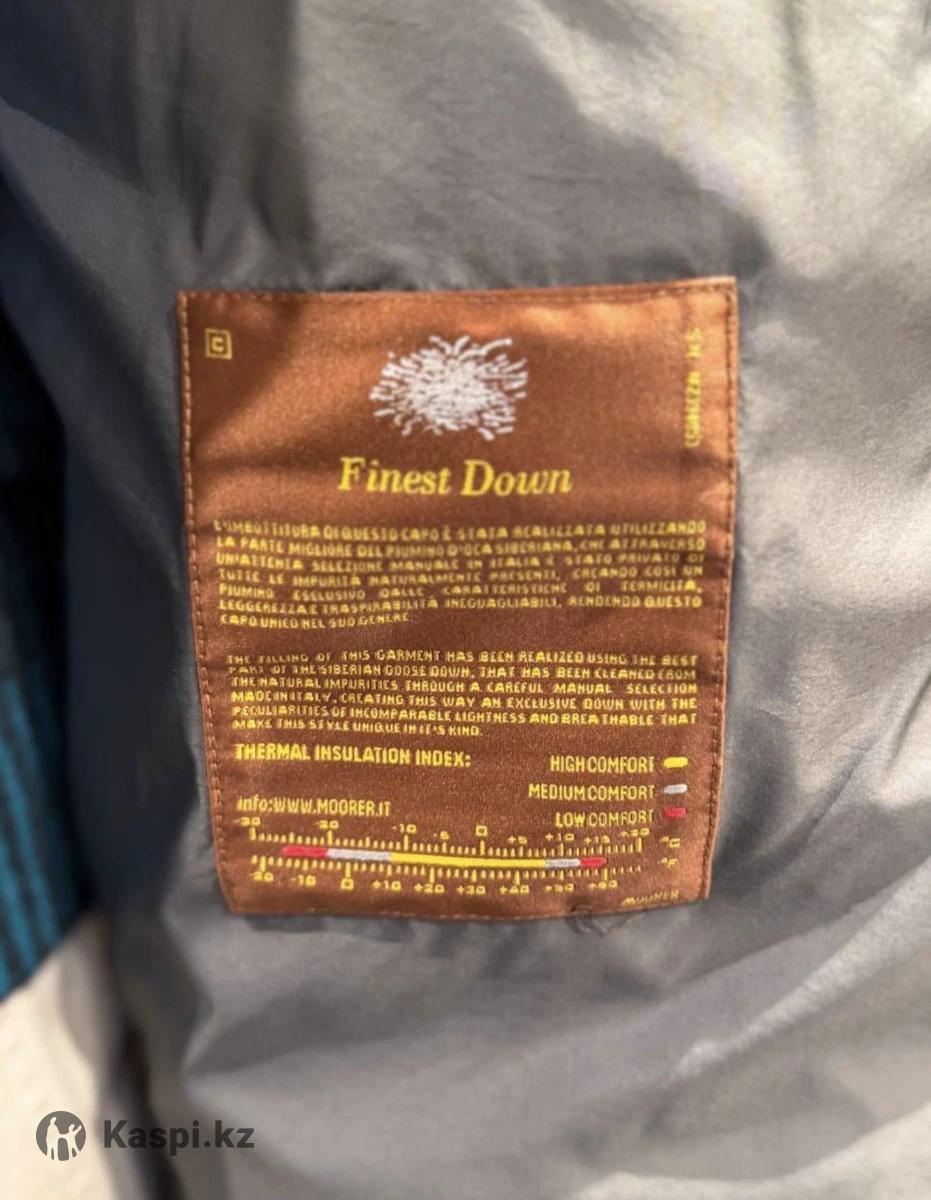 C
Finest Down
L'IMBOTTITURA DI QUESTO CAPO È STATA REALIZZATA UTILIZZANDO
LA PARTE MIGLIORE DEL PIUMINO D'OCA SIBERIANA, CHE ATTRAVERSO
UN'ATTENTA SELEZIONE MANUALE IN ITALIA È STATO PRIVATO DI
TUTTE LE IMPURITÀ NATURALMENTE PRESENTI, CREANDO COSÌ UN
PIUMINO ESCLUSIVO DALLE CARATTERISTICHE DI TERMICITA,
LEGGEREZZA E TRASPIRABILITÀ INEGUAGLIABILI, RENDENDO QUESTO
CAPO UNICO NEL SUO GENERE
THE FILLING OF THIS GARMENT HAS BEEN REALIZED USING THE BEST
PART OF THE SIBERIAN GOOSE DOWN, THAT HAS BEEN CLEANED FROM
THE NATURAL IMPURITIES THROUGH A CAREFUL MANUAL SELECTION
MADE IN ITALY, CREATING THIS WAY AN EXCLUSIVE DOWN WITH THE
PECULIARITIES OF INCOMPARABLE LIGHTNESS AND BREATHABLE THAT
MAKE THIS STYLE UNIQUE IN IT'S KIND.
THERMAL INSULATION INDEX:
HIGH COMFORT
MEDIUM COMFORT
LOW COMFORT
info:WWW.MOORER.IT
-30 -20 -10 -5 0 +5 +10 +15 +20 °C
-20 -10 0 +10 +20 +30 +40 +50 +60 °F
MOORER
Kaspi.kz